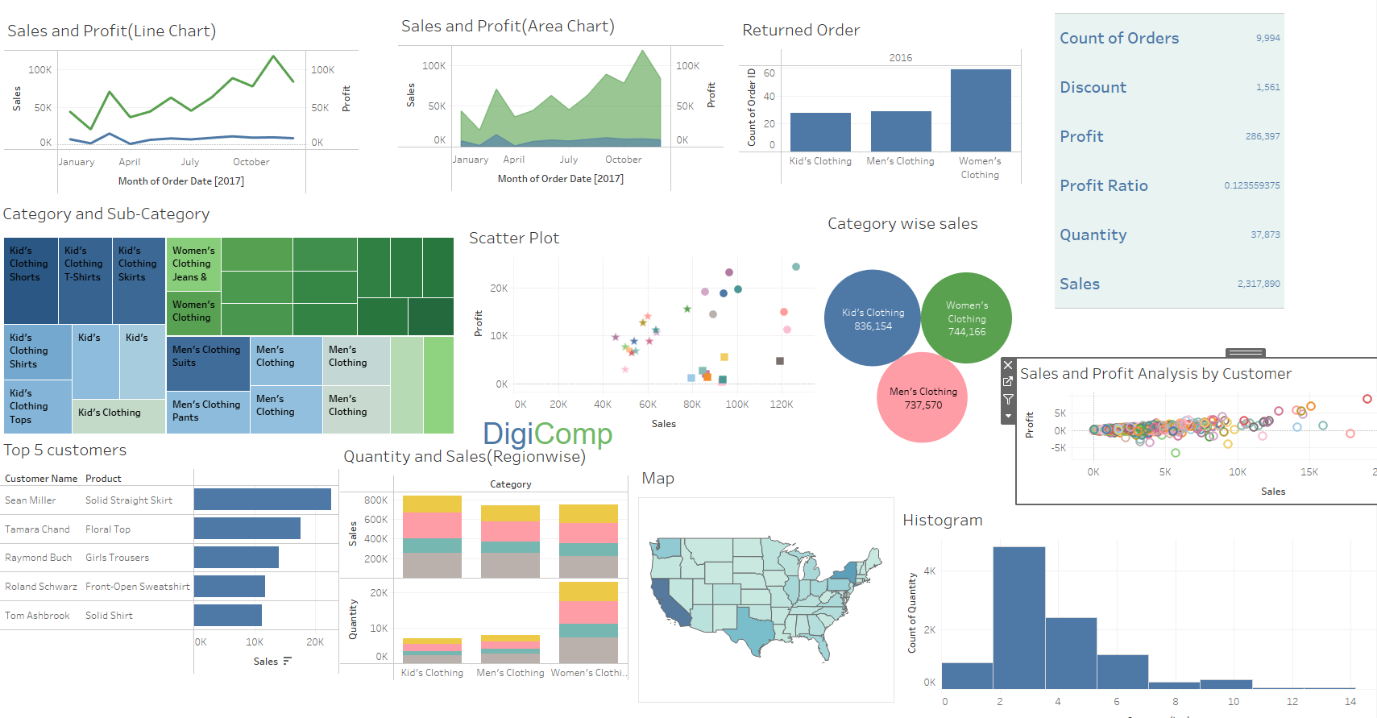 Sales and Profit(Line Chart)
100K
50K
0K
Sales
100K
50K
0K
Profit
January
April
July
October
Month of Order Date [2017]
Sales and Profit(Area Chart)
100K
50K
0K
Sales
100K
50K
0K
Profit
January
April
July
October
Month of Order Date [2017]
Returned Order
2016
60
40
20
0
Count of Order ID
Kid's Clothing
Men's Clothing
Women's
Clothing
Count of Orders 9,994
Discount 1,561
Profit 286,397
Profit Ratio 0.123559375
Quantity 37,873
Sales 2,317,890
Category and Sub-Category
Kid's
Clothing
Shorts
Kid's
Clothing
T-Shirts
Kid's
Clothing
Skirts
Women's
Clothing
Jeans &
Women's
Clothing
Kid's
Clothing
Shirts
Kid's
Kid's
Kid's
Clothing
Tops
Kid's Clothing
Men's Clothing
Suits
Men's
Clothing
Men's
Clothing
Men's Clothing
Pants
Men's
Clothing
Men's
Clothing
Scatter Plot
20K
10K
0K
Profit
0K
20K
40K
60K
80K
100K
120K
Sales
DigiComp
Category wise sales
Kid's Clothing
836,154
Women's
Clothing
744,166
Men's Clothing
737,570
Sales and Profit Analysis by Customer
5K
0K
-5K
Profit
0K
5K
10K
15K
Sales
Top 5 customers
Customer Name Product
Sean Miller Solid Straight Skirt
Tamara Chand Floral Top
Raymond Buch Girls Trousers
Roland Schwarz Front-Open Sweatshirt
Tom Ashbrook Solid Shirt
0K
10K
20K
Sales
Quantity and Sales(Regionwise)
Category
800K
600K
400K
200K
Sales
20K
10K
0K
Quantity
Kid's Clothing
Men's Clothing
Women's Clothi..
Map
Histogram
4K
2K
0K
Count of Quantity
0
2
4
6
8
10
12
14